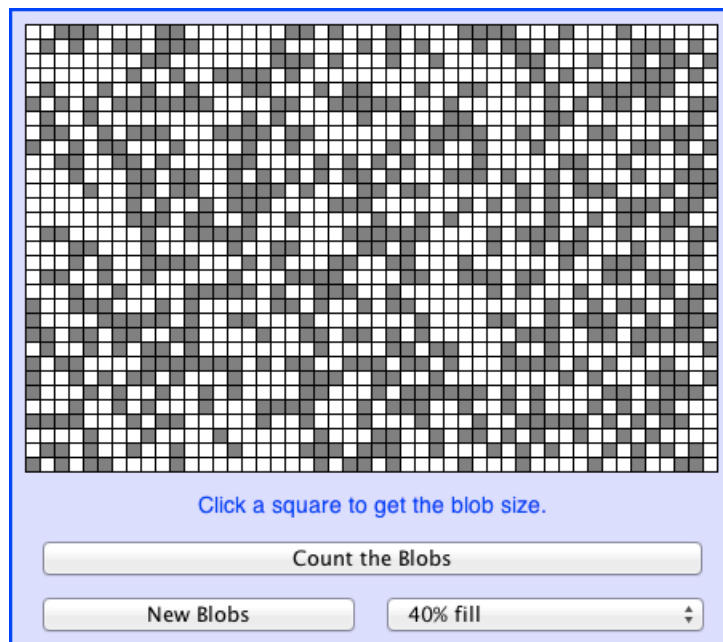 Click a square to get the blob size.
Count the Blobs
New Blobs
40% fill